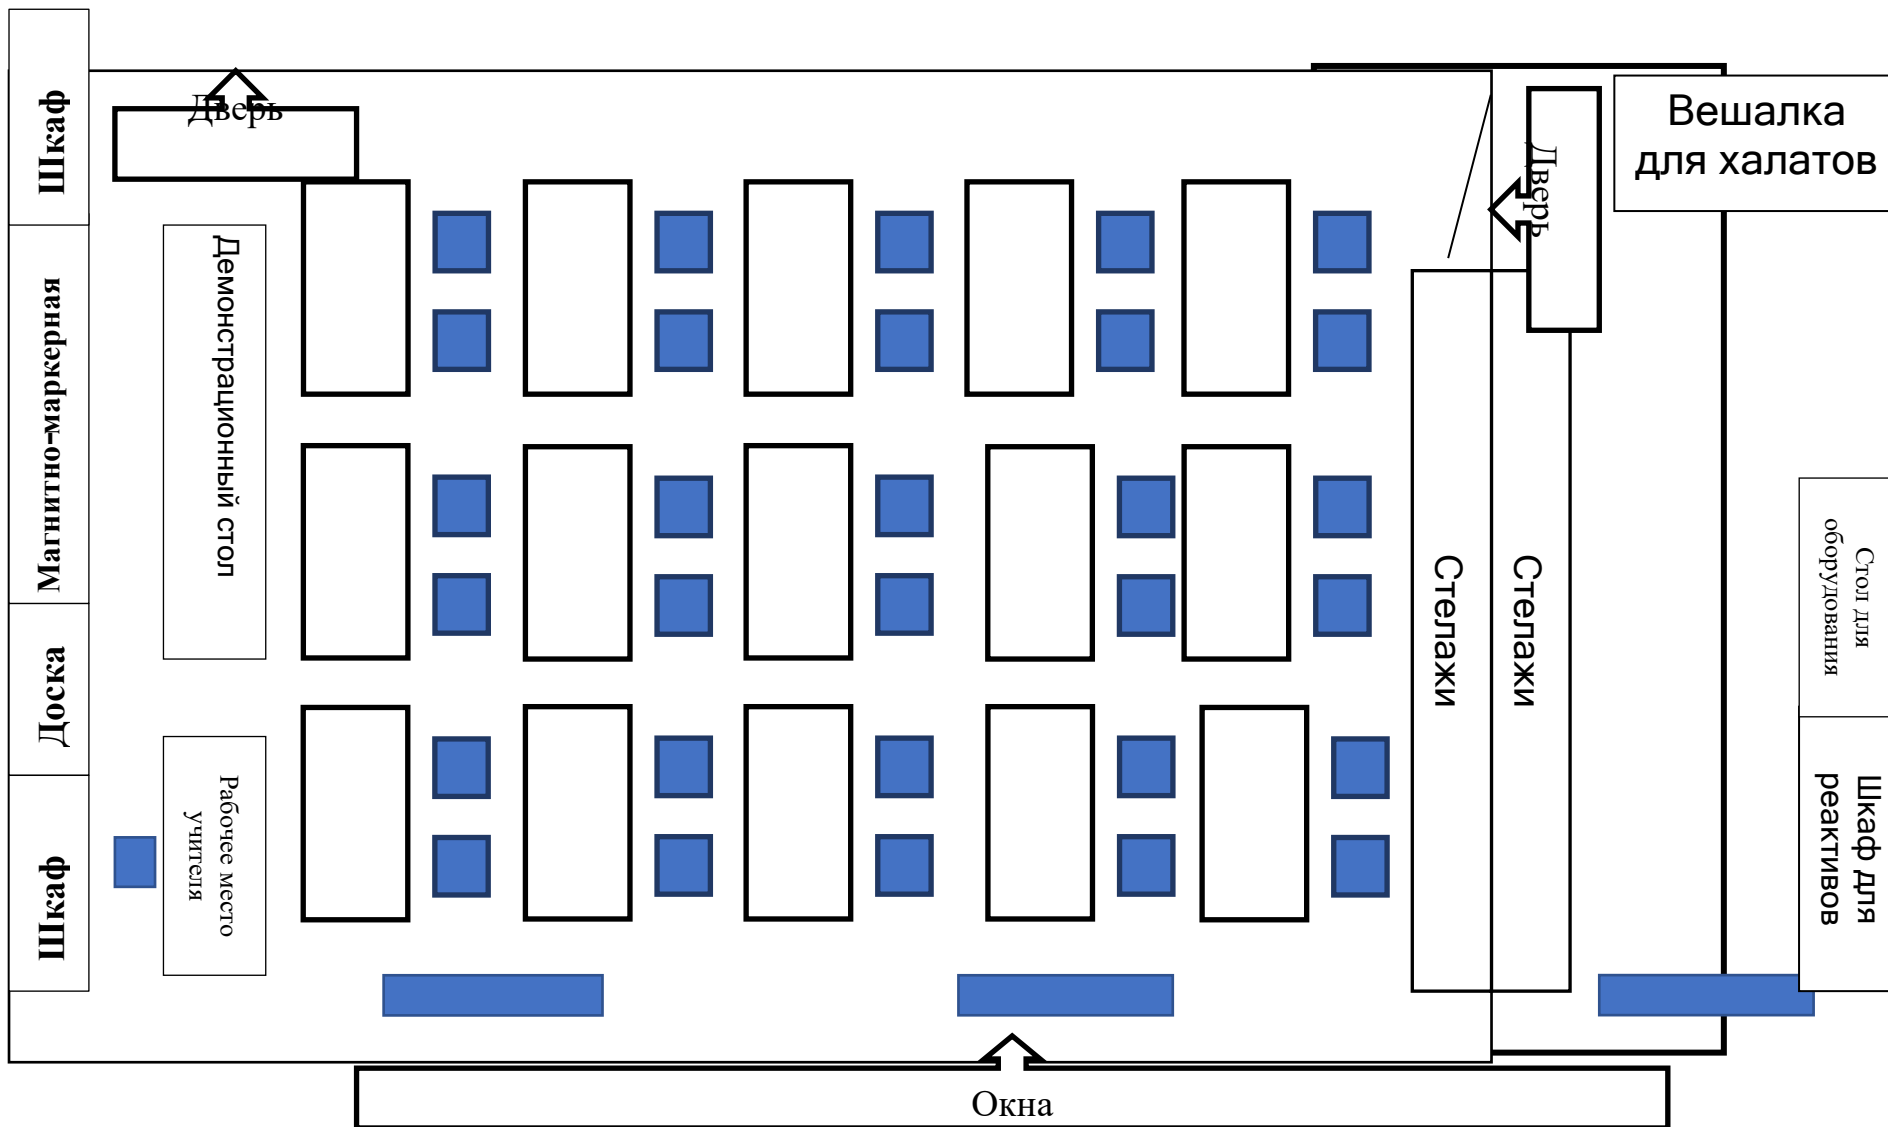 Шкаф
Магнитно-маркерная
Доска
Шкаф
Дверь
Демонстрационный стол
Рабочее место
учителя
Дверь
Вешалка
для халатов
Стелажи
Стелажи
Стол для
оборудования
Шкаф для
реактивов
Окна